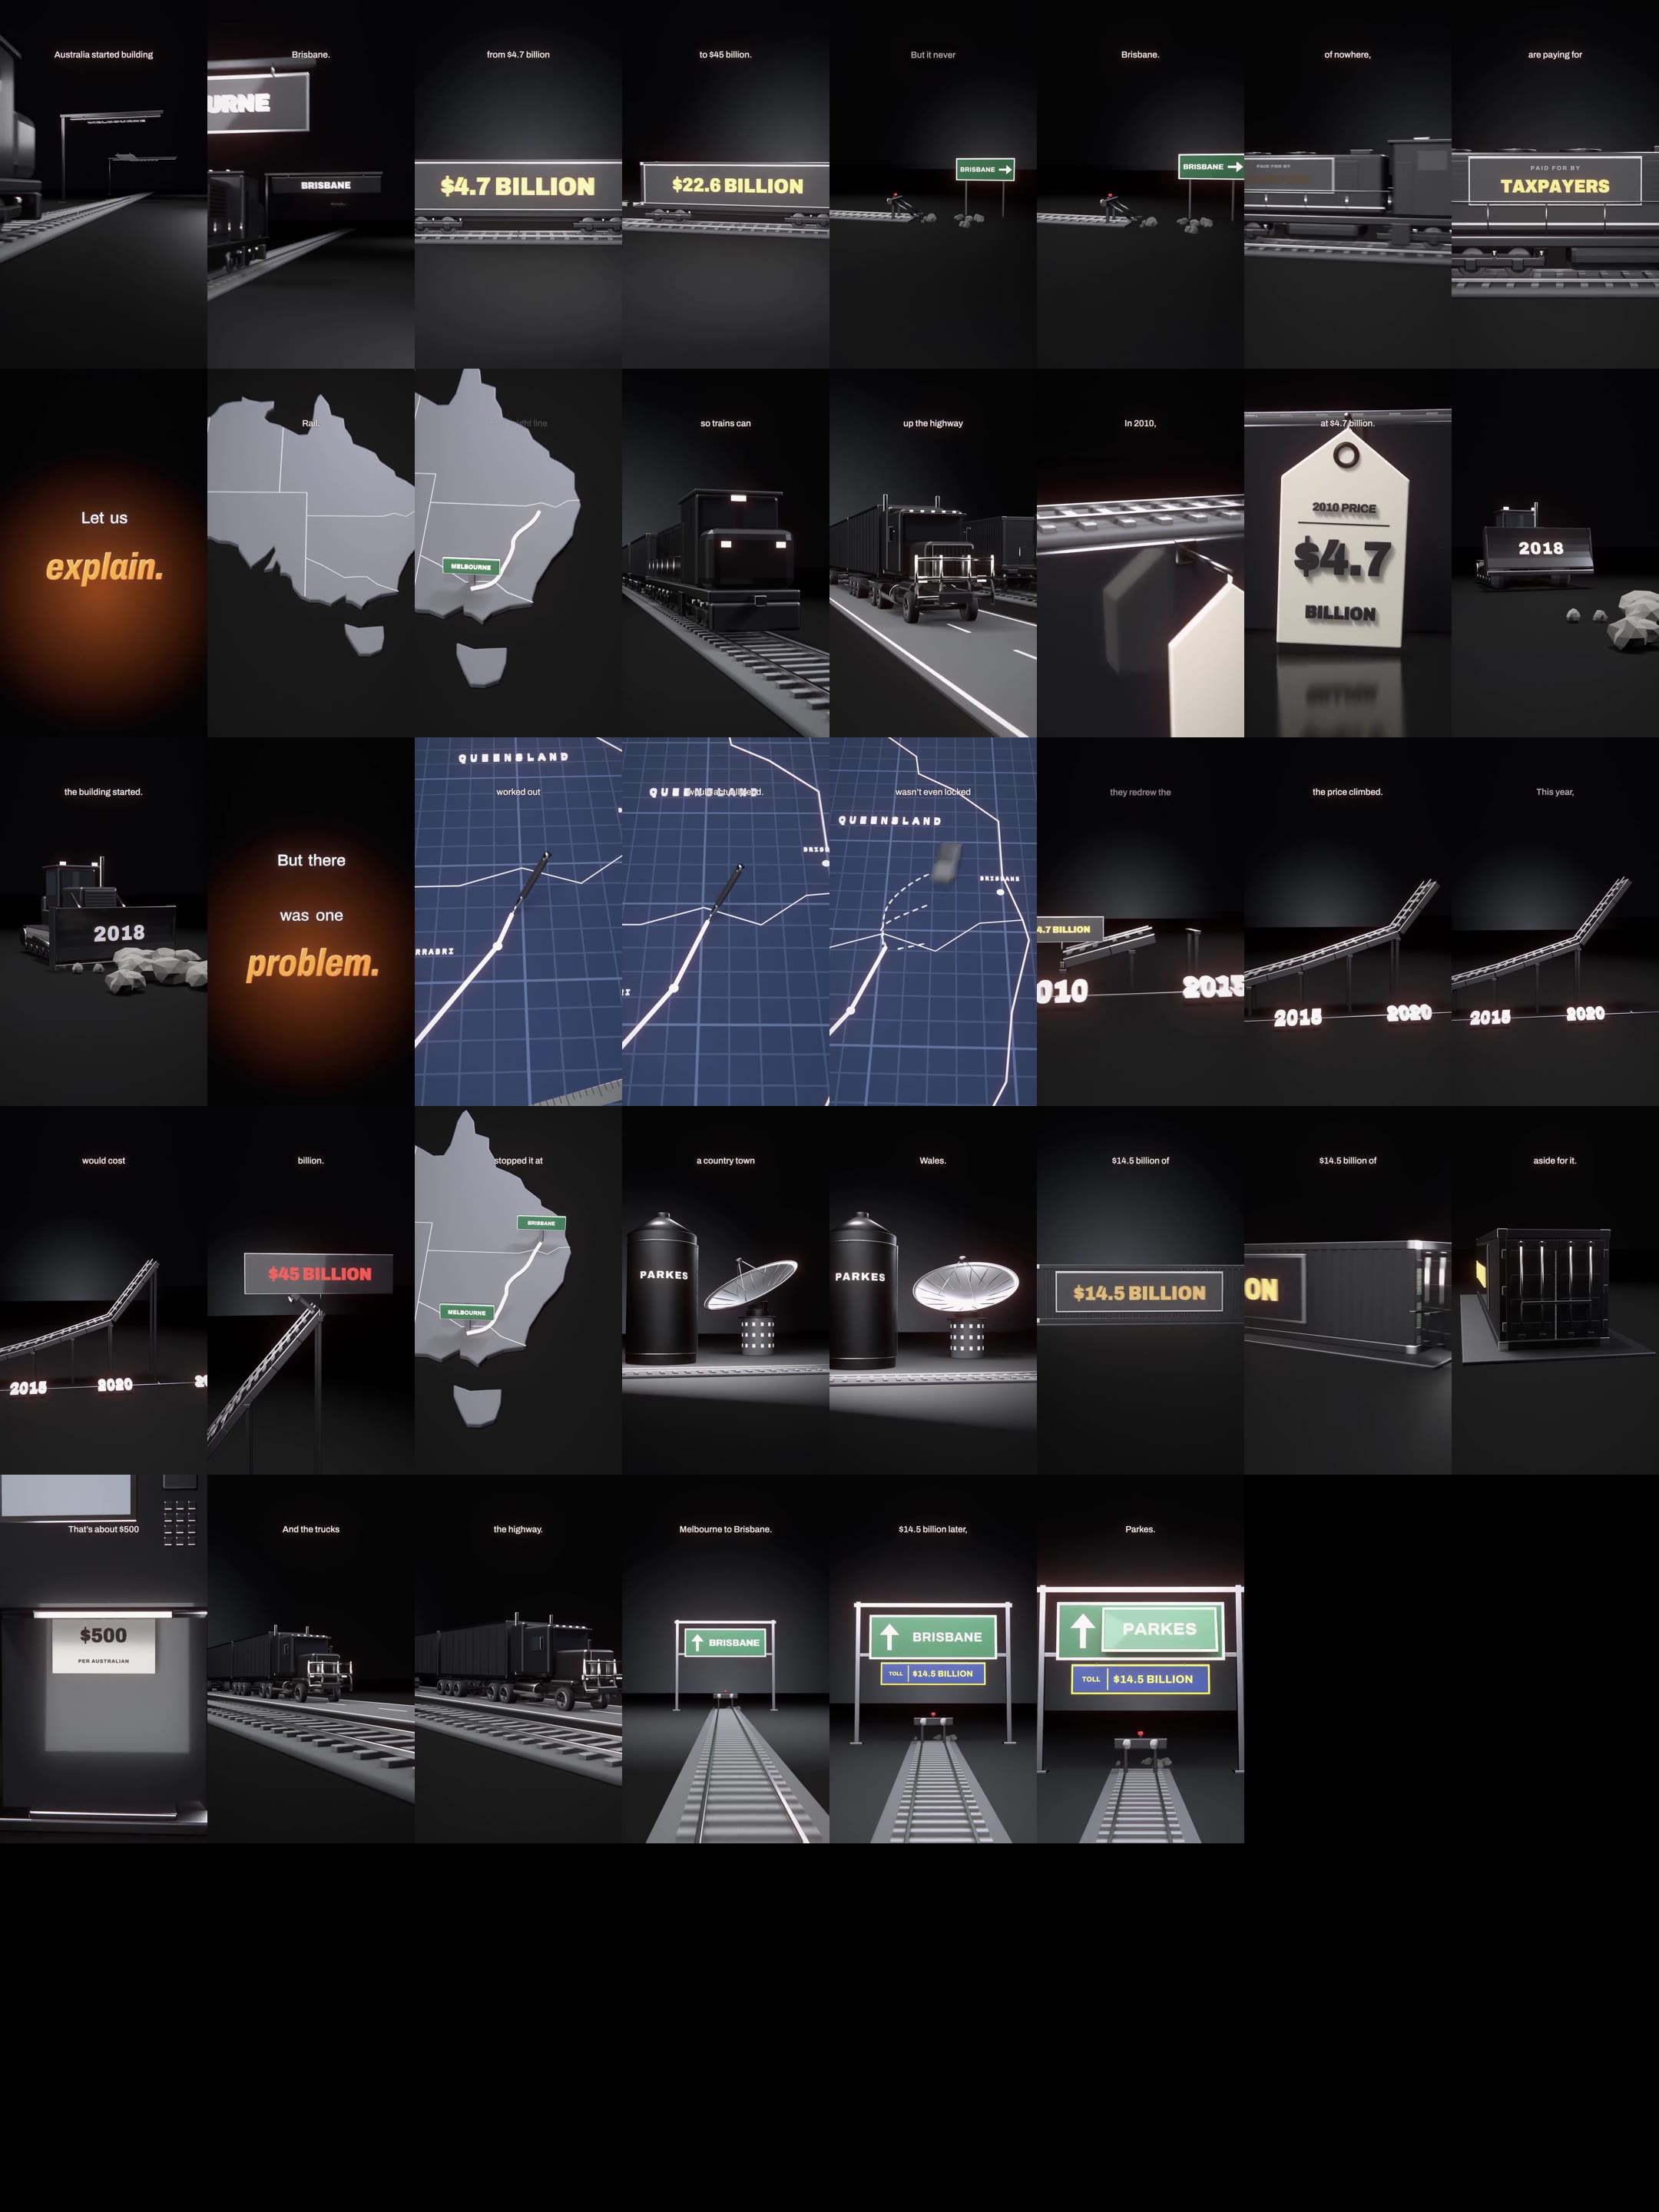 Australia started building
Brisbane.
URNE
BRISBANE
from $4.7 billion
$4.7 BILLION
to $45 billion.
$22.6 BILLION
But it never
BRISBANE
Brisbane.
BRISBANE
of nowhere,
PAID FOR BY
are paying for
PAID FOR BY
TAXPAYERS
Let us
explain.
Rail.
line
MELBOURNE
so trains can
up the highway
In 2010,
at $4.7 billion.
2010 PRICE
$4.7
BILLION
2018
the building started.
2018
But there
was one
problem.
QUEENSLAND
worked out
RRABRI
QUEENSLAND
wasn't even locked
QUEENSLAND
BRISBANE
they redrew the
4.7 BILLION
010
2015
the price climbed.
2015
2020
This year,
2015
2020
would cost
2015
2020
billion.
$45 BILLION
stopped it at
BRISBANE
MELBOURNE
a country town
PARKES
Wales.
PARKES
$14.5 billion of
$14.5 BILLION
$14.5 billion of
ON
aside for it.
That's about $500
$500
PER AUSTRALIAN
And the trucks
the highway.
Melbourne to Brisbane.
BRISBANE
$14.5 billion later,
BRISBANE
TOLL $14.5 BILLION
Parkes.
PARKES
TOLL $14.5 BILLION